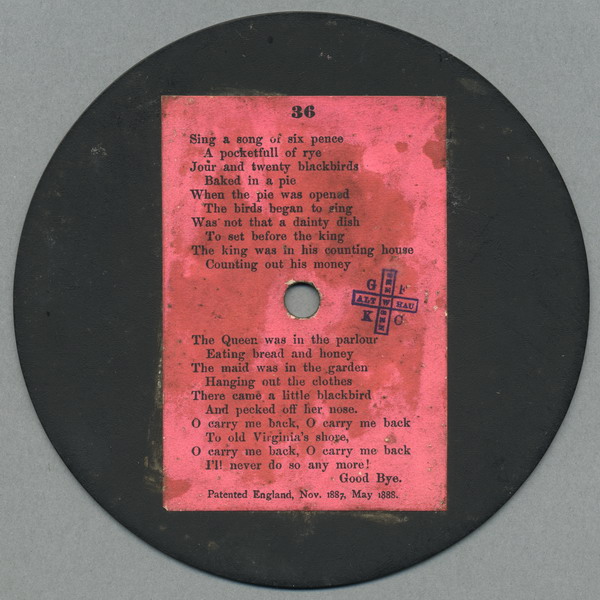 36
Sing a song of six pence
A pocketfull of rye
Jour and twenty blackbirds
Baked in a pie
When the pie was opened
The birds began to sing
Was not that a dainty dish
To set before the king
The king was in his counting house
Counting out his money
G F
ALT W HAU
K C
The Queen was in the parlour
Eating bread and honey
The maid was in the garden
Hanging out the clothes
There came a little blackbird
And pecked off her nose.
O carry me back, O carry me back
To old Virginia's shore,
O carry me back, O carry me back
I'll never do so any more!
Good Bye.
Patented England, Nov. 1887, May 1888.